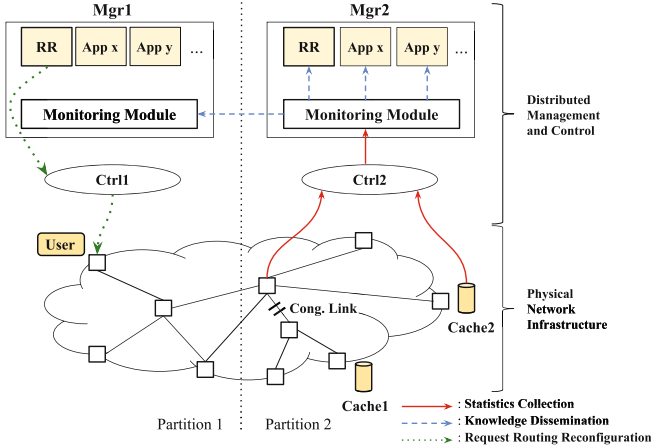 Mgr1
Mgr2
RR
App x
App y
...
RR
App x
App y
...
Monitoring Module
Monitoring Module
Distributed
Management
and Control
Ctrl1
Ctrl2
User
Cong. Link
Cache2
Physical
Network
Infrastructure
Cache1
Partition 1
Partition 2
: Statistics Collection
: Knowledge Dissemination
: Request Routing Reconfiguration